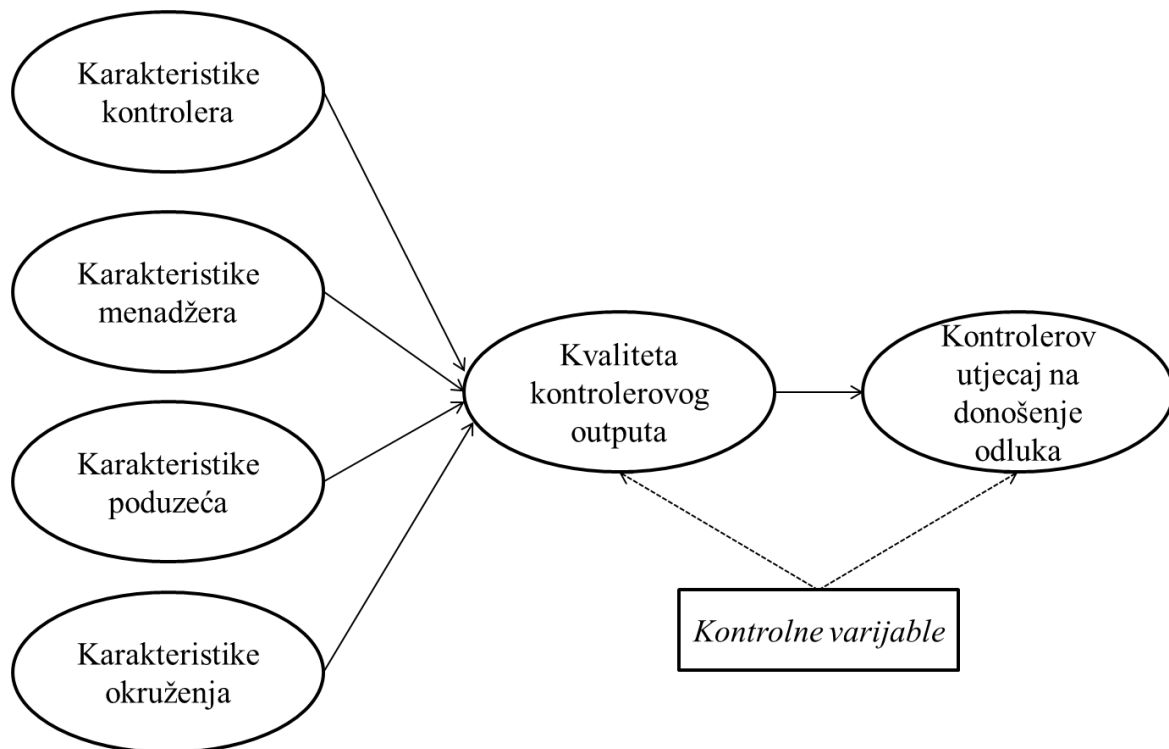 Karakteristike
kontrolera
Karakteristike
menadžera
Karakteristike
poduzeća
Karakteristike
okruženja
Kvaliteta
kontrolerovog
outputa
Kontrolerov
utjecaj na
donošenje
odluka
Kontrolne varijable